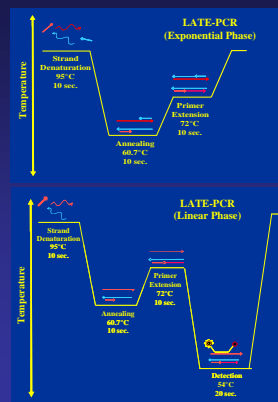 LATE-PCR
(Exponential Phase)
Temperature
Strand
Denaturation
95°C
10 sec.
Primer
Extension
72°C
10 sec.
Annealing
60.7°C
10 sec.
LATE-PCR
(Linear Phase)
Temperature
Strand
Denaturation
95°C
10 sec.
Primer
Extension
72°C
10 sec.
Annealing
60.7°C
10 sec.
Detection
54°C
20 sec.